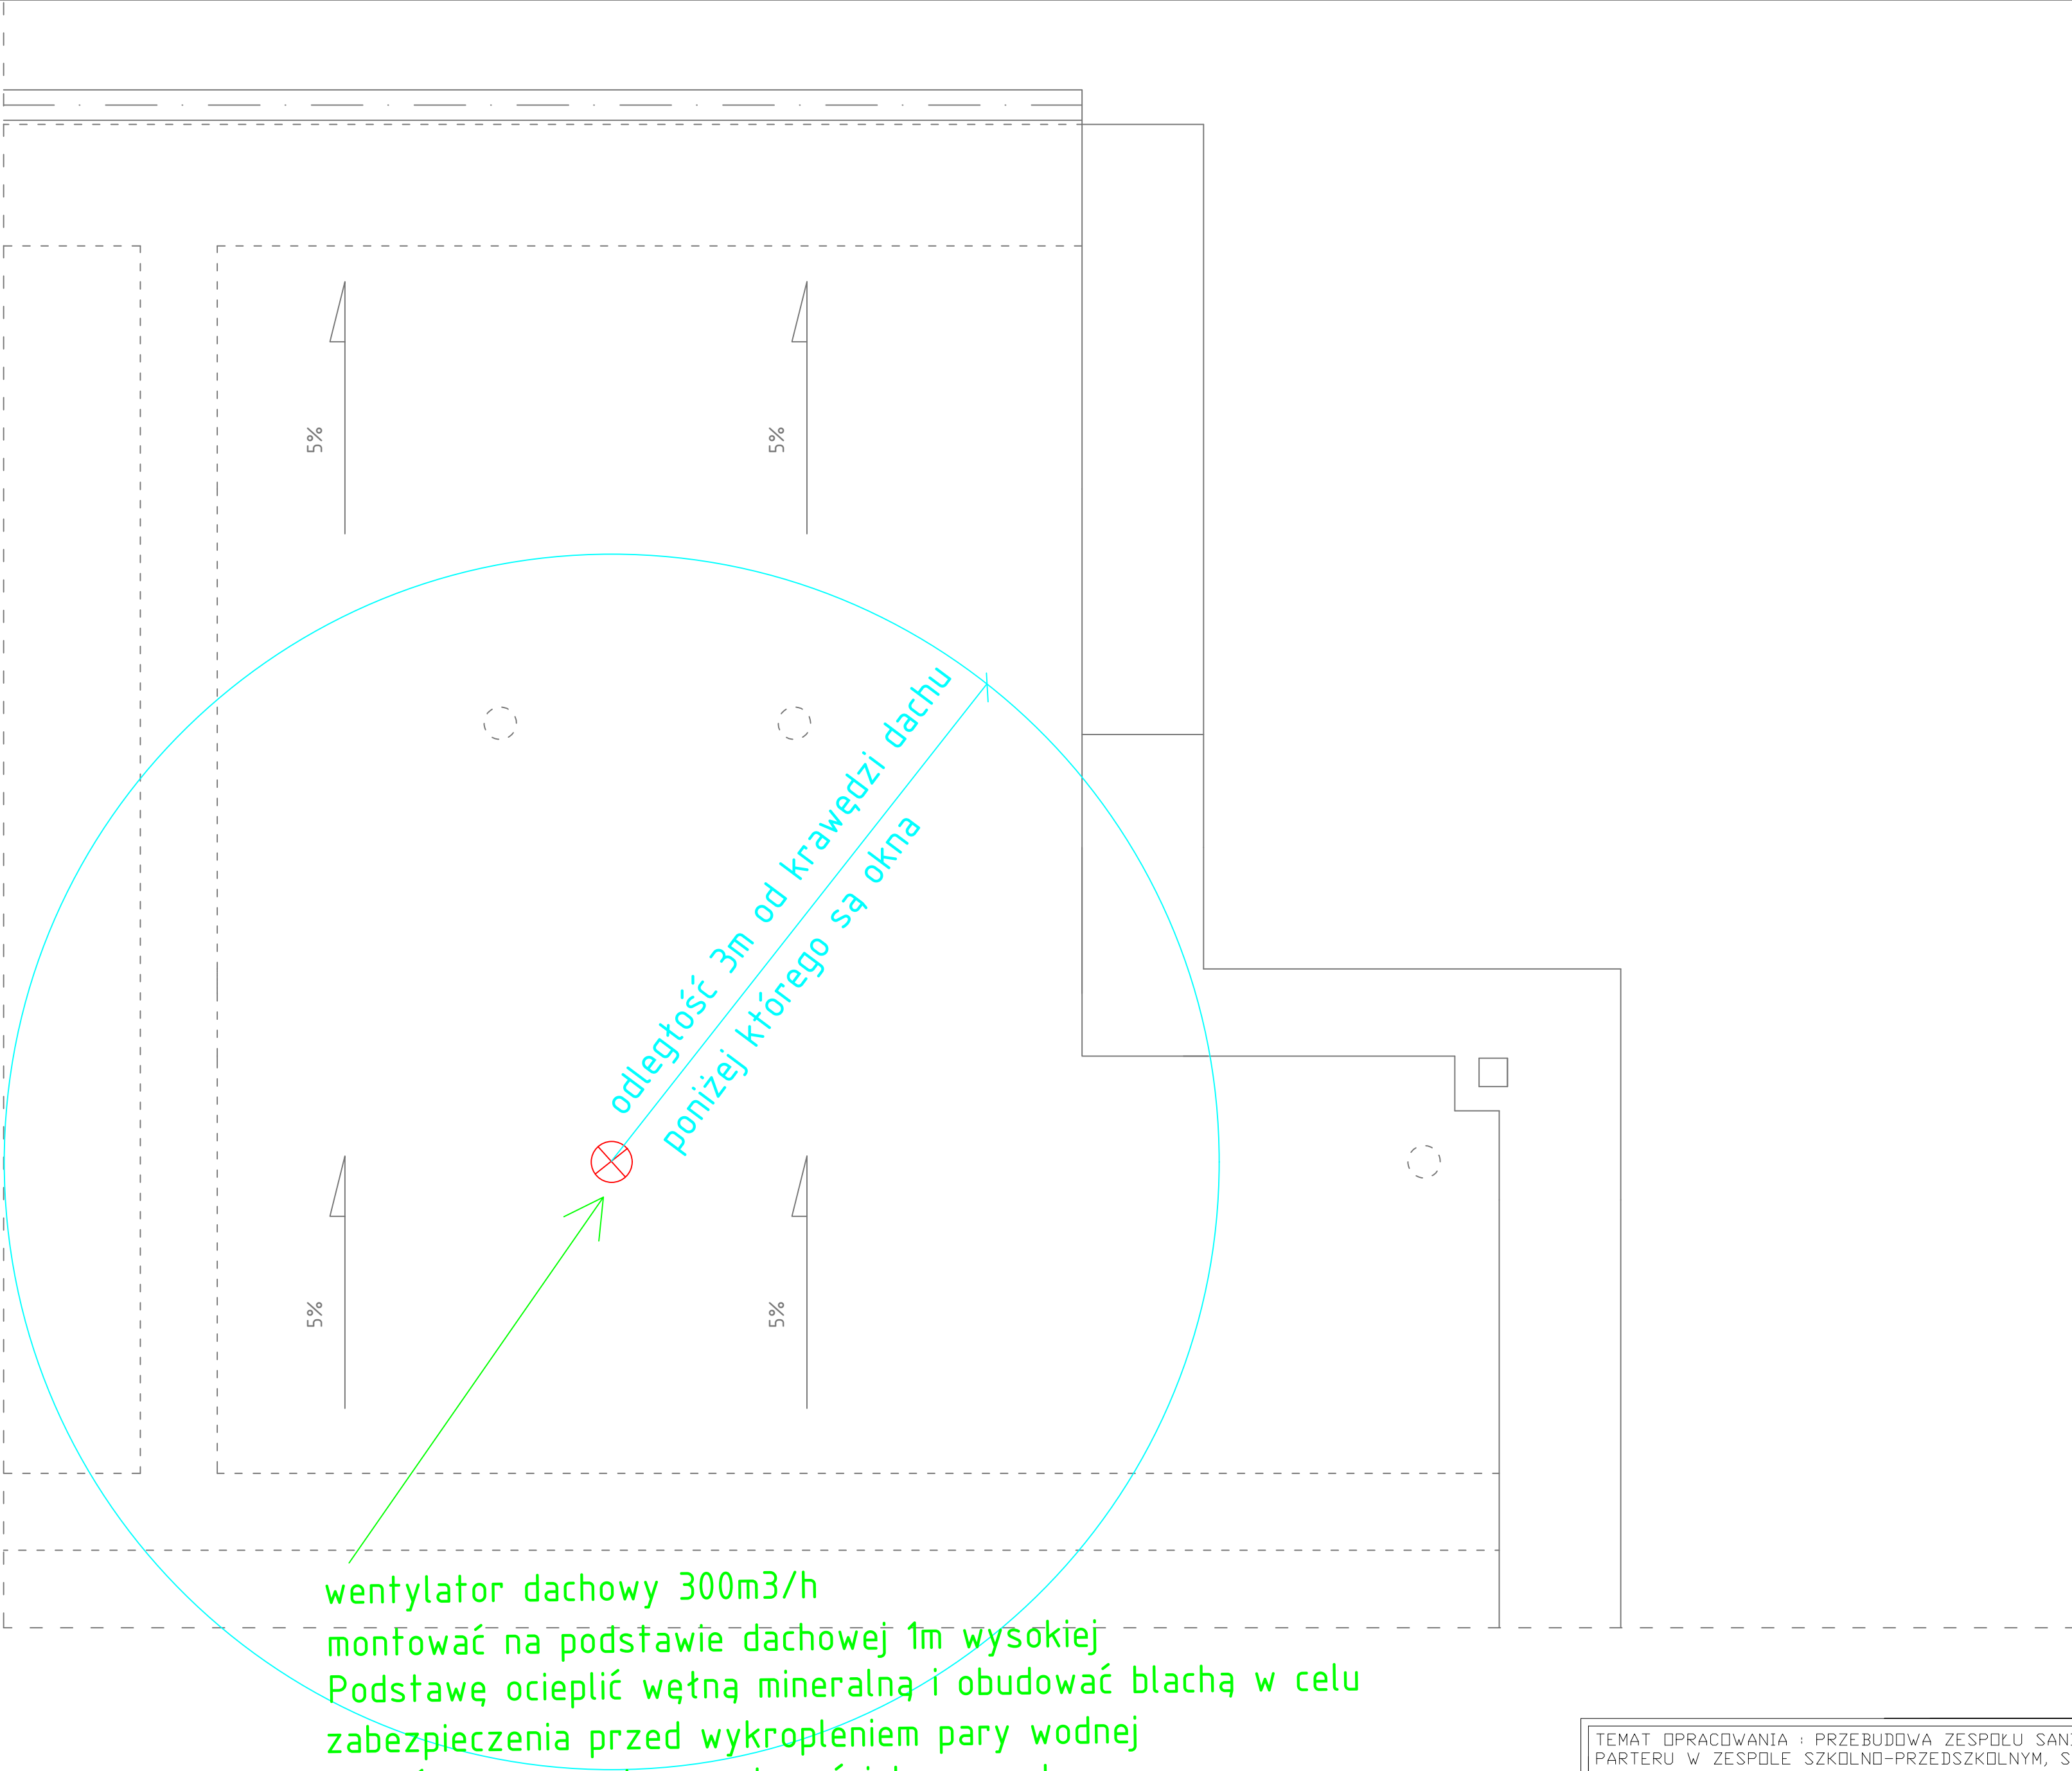 5%
5%
odległość 3m od krawędzi dachu
poniżej którego są okna
5%
5%
wentylator dachowy 300m3/h
montować na podstawie dachowej 1m wysokiej
Podstawę ocieplić wełną mineralną i obudować blachą w celu
zabezpieczenia przed wykropleniem pary wodnej
TEMAT OPRACOWANIA : PRZEBUDOWA ZESPOŁU
PARTERU W ZESPOLE SZKOLNO-PRZEDSZKOLNYM,